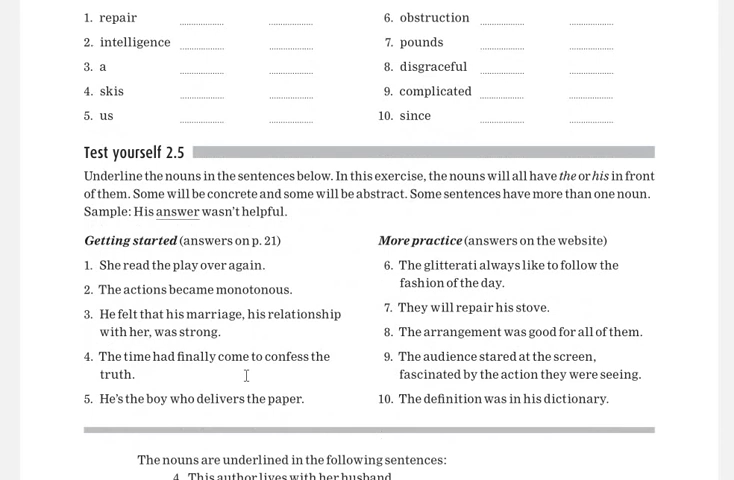 1. repair
2. intelligence
3. a
4. skis
5. us
6. obstruction
7. pounds
8. disgraceful
9. complicated
10. since
Test yourself 2.5
Underline the nouns in the sentences below. In this exercise, the nouns will all have the or his in front
of them. Some will be concrete and some will be abstract. Some sentences have more than one noun.
Sample: His answer wasn't helpful.
Getting started (answers on p. 21)
1. She read the play over again.
2. The actions became monotonous.
3. He felt that his marriage, his relationship
with her, was strong.
4. The time had finally come to confess the
truth.
5. He's the boy who delivers the paper.
More practice (answers on the website)
6. The glitterati always like to follow the
fashion of the day.
7. They will repair his stove.
8. The arrangement was good for all of them.
9. The audience stared at the screen,
fascinated by the action they were seeing.
10. The definition was in his dictionary.
The nouns are underlined in the following sentences:
4. This author lives with her husband.